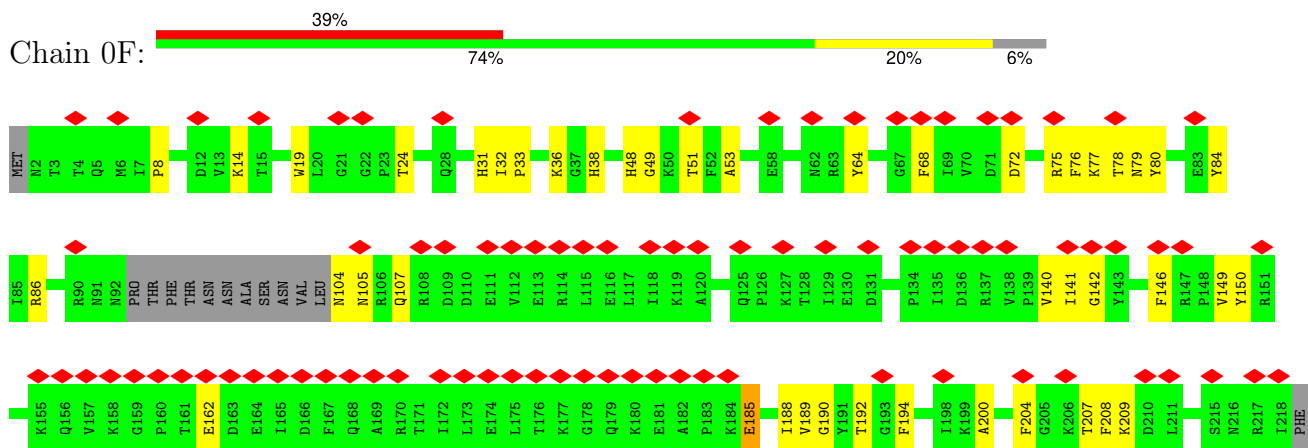 39%
Chain 0F:
74% 20% 6%
MET N2 T3 T4 Q5 M6 I7 P8 D12 V13 K14 T15 W19 L20 G21 G22 P23 T24 Q28 H31 I32 P33 K36 G37 H38 H48 G49 K50 T51 F52 A53 E58 N62 R63 Y64 G67 F68 I69 V70 D71 D72 R75 F76 K77 T78 N79 Y80 E83 Y84
I85 R86 R90 N91 N92 PRO THR PHE THR ASN ASN ALA SER ASN VAL LEU N104 N105 R106 Q107 R108 D109 D110 E111 V112 E113 R114 L115 E116 L117 I118 K119 A120 Q125 P126 K127 T128 I129 E130 D131 P134 I135 D136 R137 V138 P139 V140 I141 G142 Y143 F146 R147 P148 V149 Y150 R151
K155 Q156 V157 K158 G159 P160 T161 E162 D163 E164 I165 D166 F167 Q168 A169 R170 T171 I172 L173 E174 L175 T176 K177 G178 Q179 K180 E181 A182 P183 K184 E185 I188 V189 G190 Y191 T192 G193 F194 I198 K199 A200 F204 G205 K206 T207 F208 K209 D210 L211 S215 N216 R217 I218 PHE